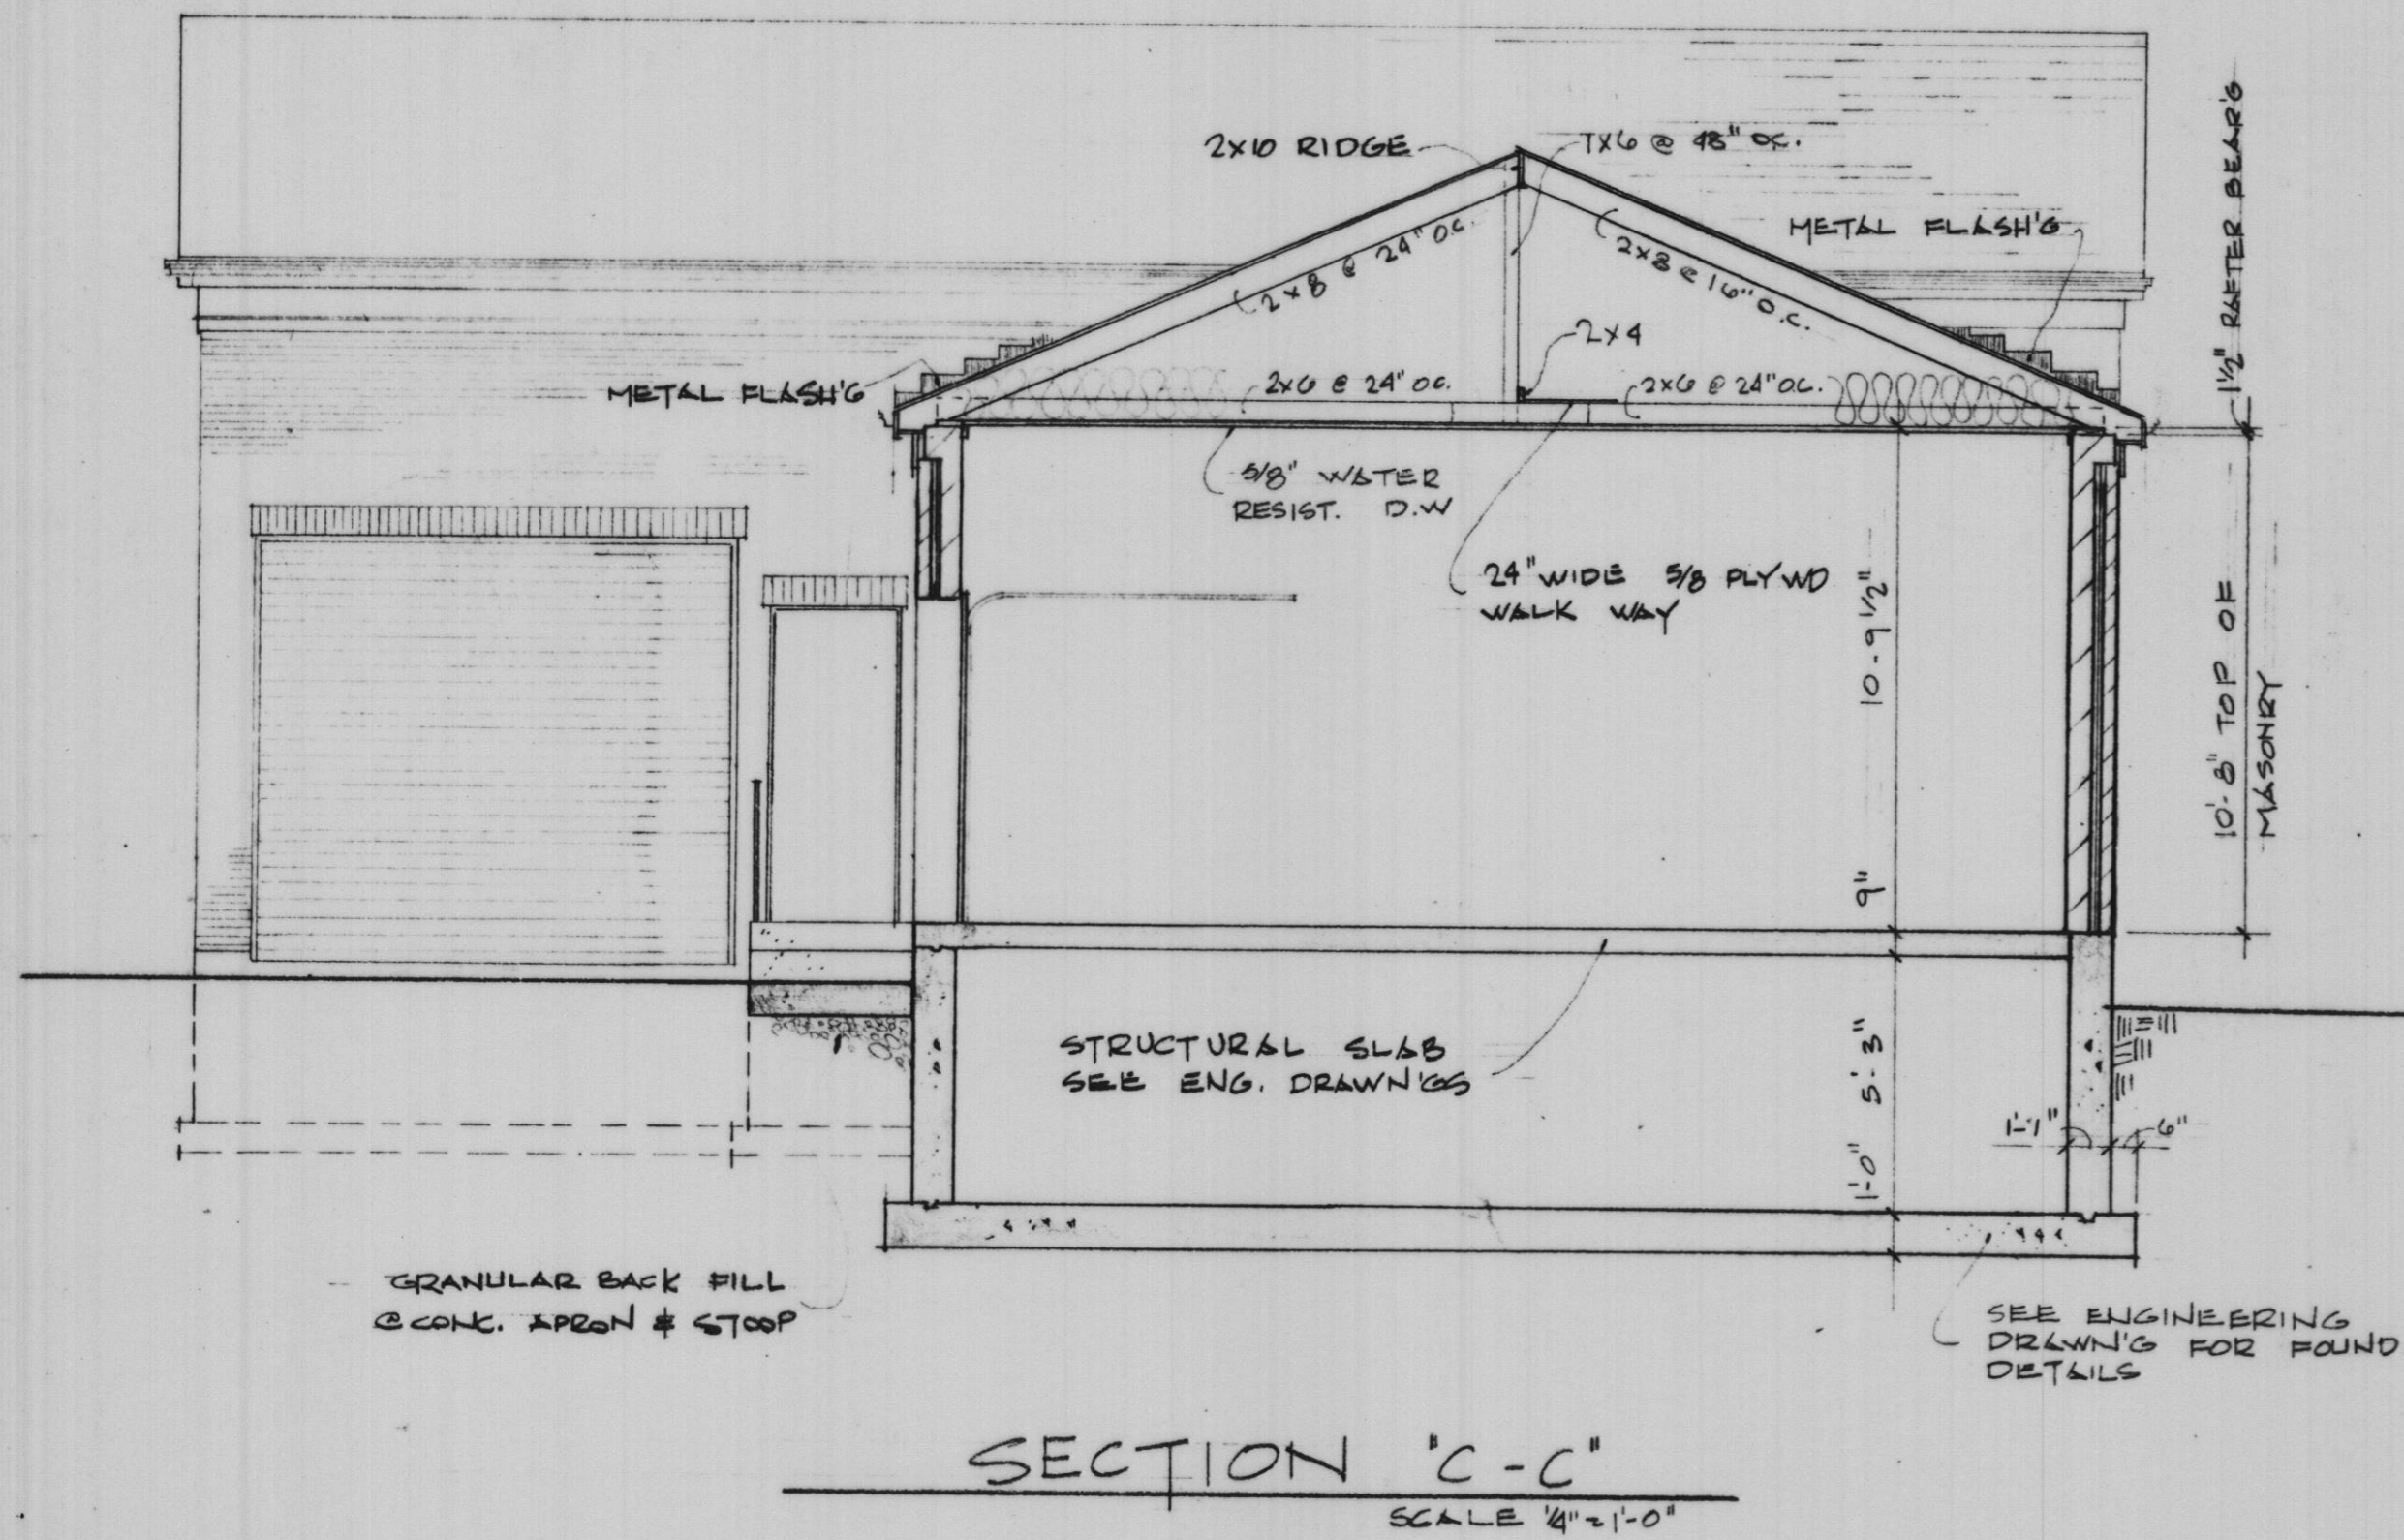 2X10 RIDGE
1X6 @ 48" O.C.
METAL FLASH'G
1 1/2" RAFTER BEAR'G
2X8 @ 24" O.C.
2X8 @ 16" O.C.
2X4
METAL FLASH'G
2X6 @ 24" O.C.
2X6 @ 24" O.C.
5/8" WATER
RESIST. D.W
24" WIDE 5/8 PLYWD
WALK WAY
10-9 1/2"
10'-8" TOP OF
MASONRY
9"
STRUCTURAL SLAB
SEE ENG. DRAWN'GS
5'-3"
1'-1"
6"
1'-0"
GRANULAR BACK FILL
@ CONC. APRON & STOOP
SEE ENGINEERING
DRAWN'G FOR FOUND
DETAILS
SECTION "C-C"
SCALE 1/4" = 1'-0"